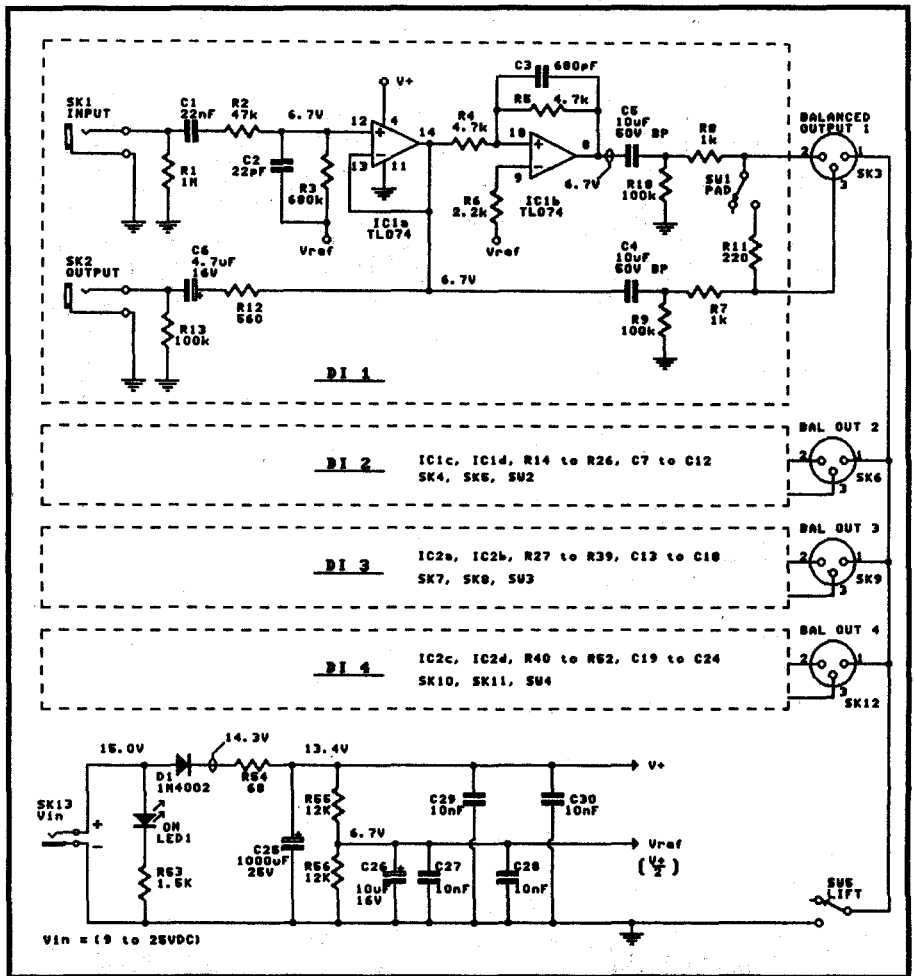 SK1
INPUT
R1
1M
C1
22nF
R2
47k
6.7V
C2
22pF
R3
680k
Vref
V+
12
4
14
13
11
IC1a
TL074
R4
4.7k
C3
680pF
R5
4.7k
10
8
9
6.7V
IC1b
TL074
R6
2.2k
Vref
C5
10uF
50V BP
R10
100k
R8
1k
SW1
PAD
R11
220
BALANCED
OUTPUT 1
2
1
3
SK3
SK2
OUTPUT
C6
4.7uF
16V
+
R13
100k
R12
560
6.7V
C4
10uF
50V BP
R9
100k
R7
1k
DI 1
DI 2
IC1c, IC1d, R14 to R26, C7 to C12
SK4, SK5, SW2
BAL OUT 2
2
1
3
SK6
DI 3
IC2a, IC2b, R27 to R39, C13 to C18
SK7, SK8, SW3
BAL OUT 3
2
1
3
SK9
DI 4
IC2c, IC2d, R40 to R52, C19 to C24
SK10, SK11, SW4
BAL OUT 4
2
1
3
SK12
SK13
Vin
+
-
15.0V
D1
1N4002
14.3V
R54
68
13.4V
ON
LED1
R53
1.5K
C25
1000uF
25V
R55
12K
6.7V
R56
12K
C26
10uF
16V
C27
10nF
C28
10nF
C29
10nF
C30
10nF
V+
Vref
(V+/2)
SW5
LIFT
Vin = (9 to 25VDC)